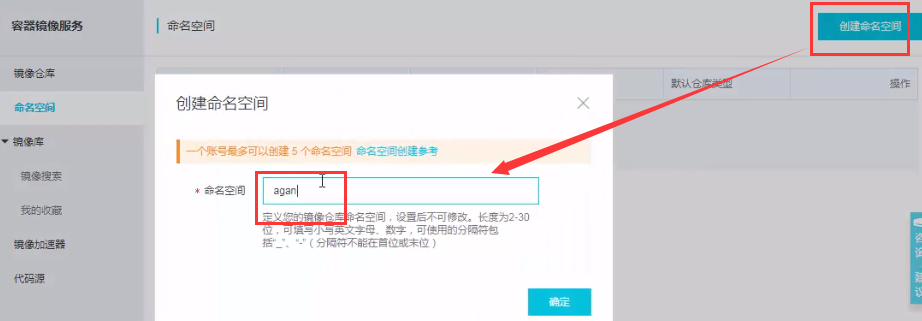 容器镜像服务
命名空间
创建命名空间
镜像仓库
命名空间
镜像库
镜像搜索
我的收藏
镜像加速器
代码源
默认仓库类型
操作
创建命名空间
一个账号最多可以创建 5 个命名空间 命名空间创建参考
* 命名空间
agan
定义您的镜像仓库命名空间，设置后不可修改。长度为2-30
位，可填写小写英文字母、数字，可使用的分隔符包
括“_”、“-”（分隔符不能在首位或末位）
确定
咨询
建议